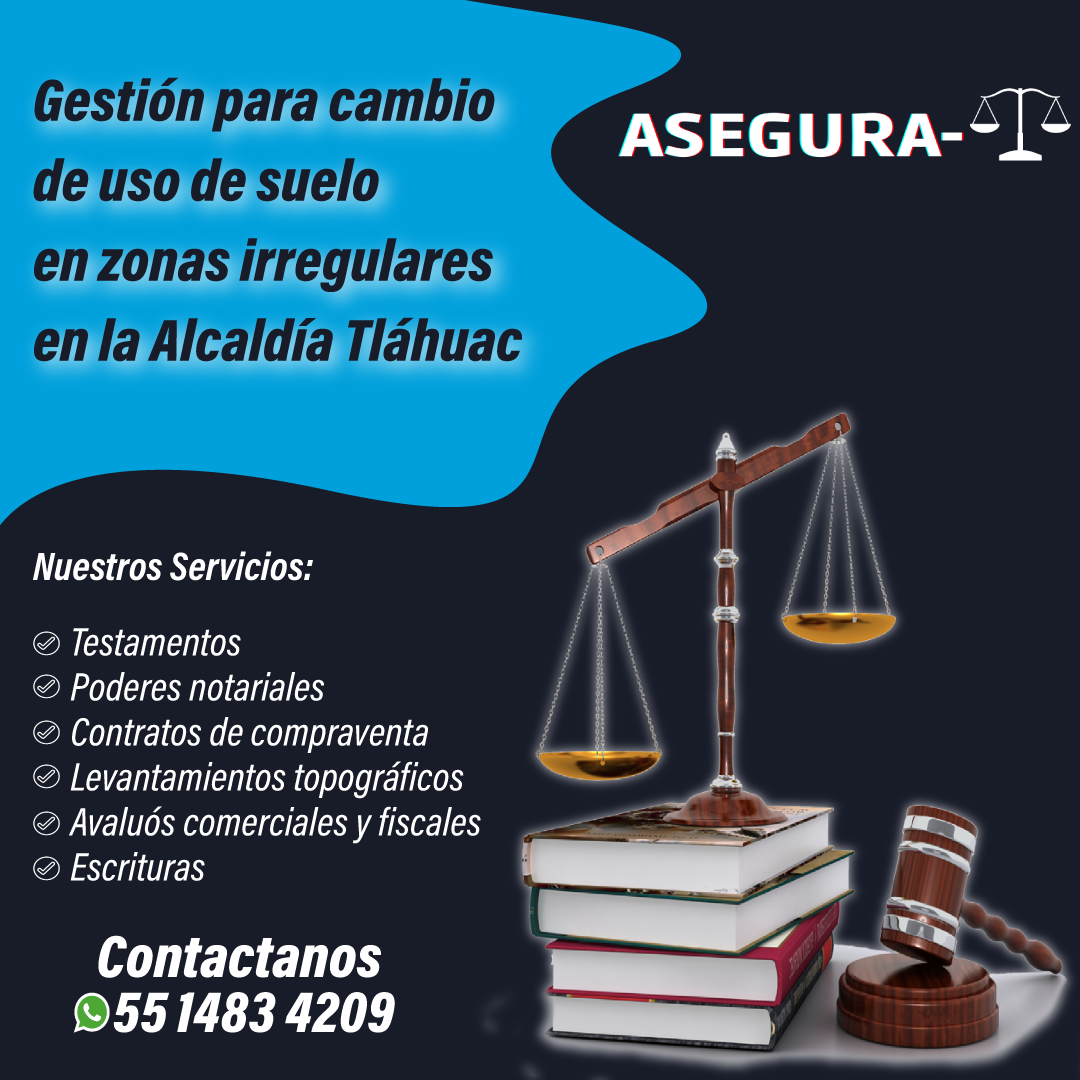 Gestión para cambio
de uso de suelo
en zonas irregulares
en la Alcaldía Tláhuac
ASEGURA-
Nuestros Servicios:
Testamentos
Poderes notariales
Contratos de compraventa
Levantamientos topográficos
Avaluós comerciales y fiscales
Escrituras
Contactanos
55 1483 4209